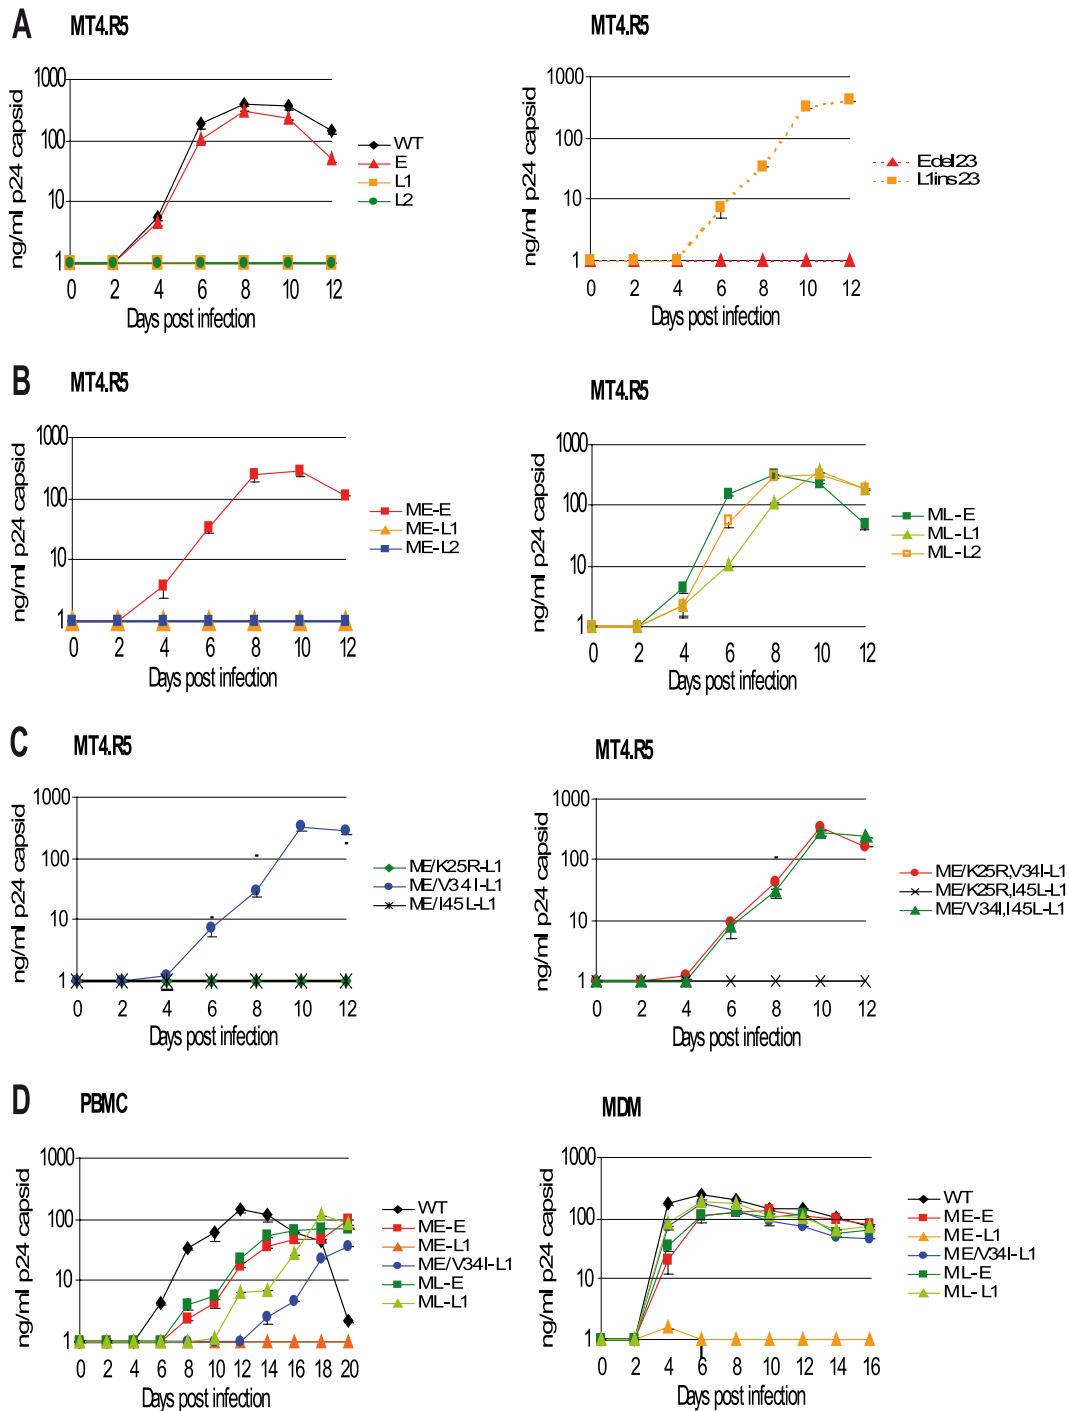 A MT4.R5 MT4.R5
ng/ml p24 capsid
1000
100
10
1
0 2 4 6 8 10 12
Days post infection
WT
E
L1
L2
ng/ml p24 capsid
1000
100
10
1
0 2 4 6 8 10 12
Days post infection
Edel23
L1ins23
B MT4.R5 MT4.R5
ng/ml p24 capsid
1000
100
10
1
0 2 4 6 8 10 12
Days post infection
ME-E
ME-L1
ME-L2
ng/ml p24 capsid
1000
100
10
1
0 2 4 6 8 10 12
Days post infection
ML-E
ML-L1
ML-L2
C MT4.R5 MT4.R5
ng/ml p24 capsid
1000
100
10
1
0 2 4 6 8 10 12
Days post infection
ME/K25R-L1
ME/V34I-L1
ME/I45L-L1
ng/ml p24 capsid
1000
100
10
1
0 2 4 6 8 10 12
Days post infection
ME/K25R,V34I-L1
ME/K25R,I45L-L1
ME/V34I,I45L-L1
D PBMC MDM
ng/ml p24 capsid
1000
100
10
1
0 2 4 6 8 10 12 14 16 18 20
Days post infection
WT
ME-E
ME-L1
ME/V34I-L1
ML-E
ML-L1
ng/ml p24 capsid
1000
100
10
1
0 2 4 6 8 10 12 14 16
Days post infection
WT
ME-E
ME-L1
ME/V34I-L1
ML-E
ML-L1